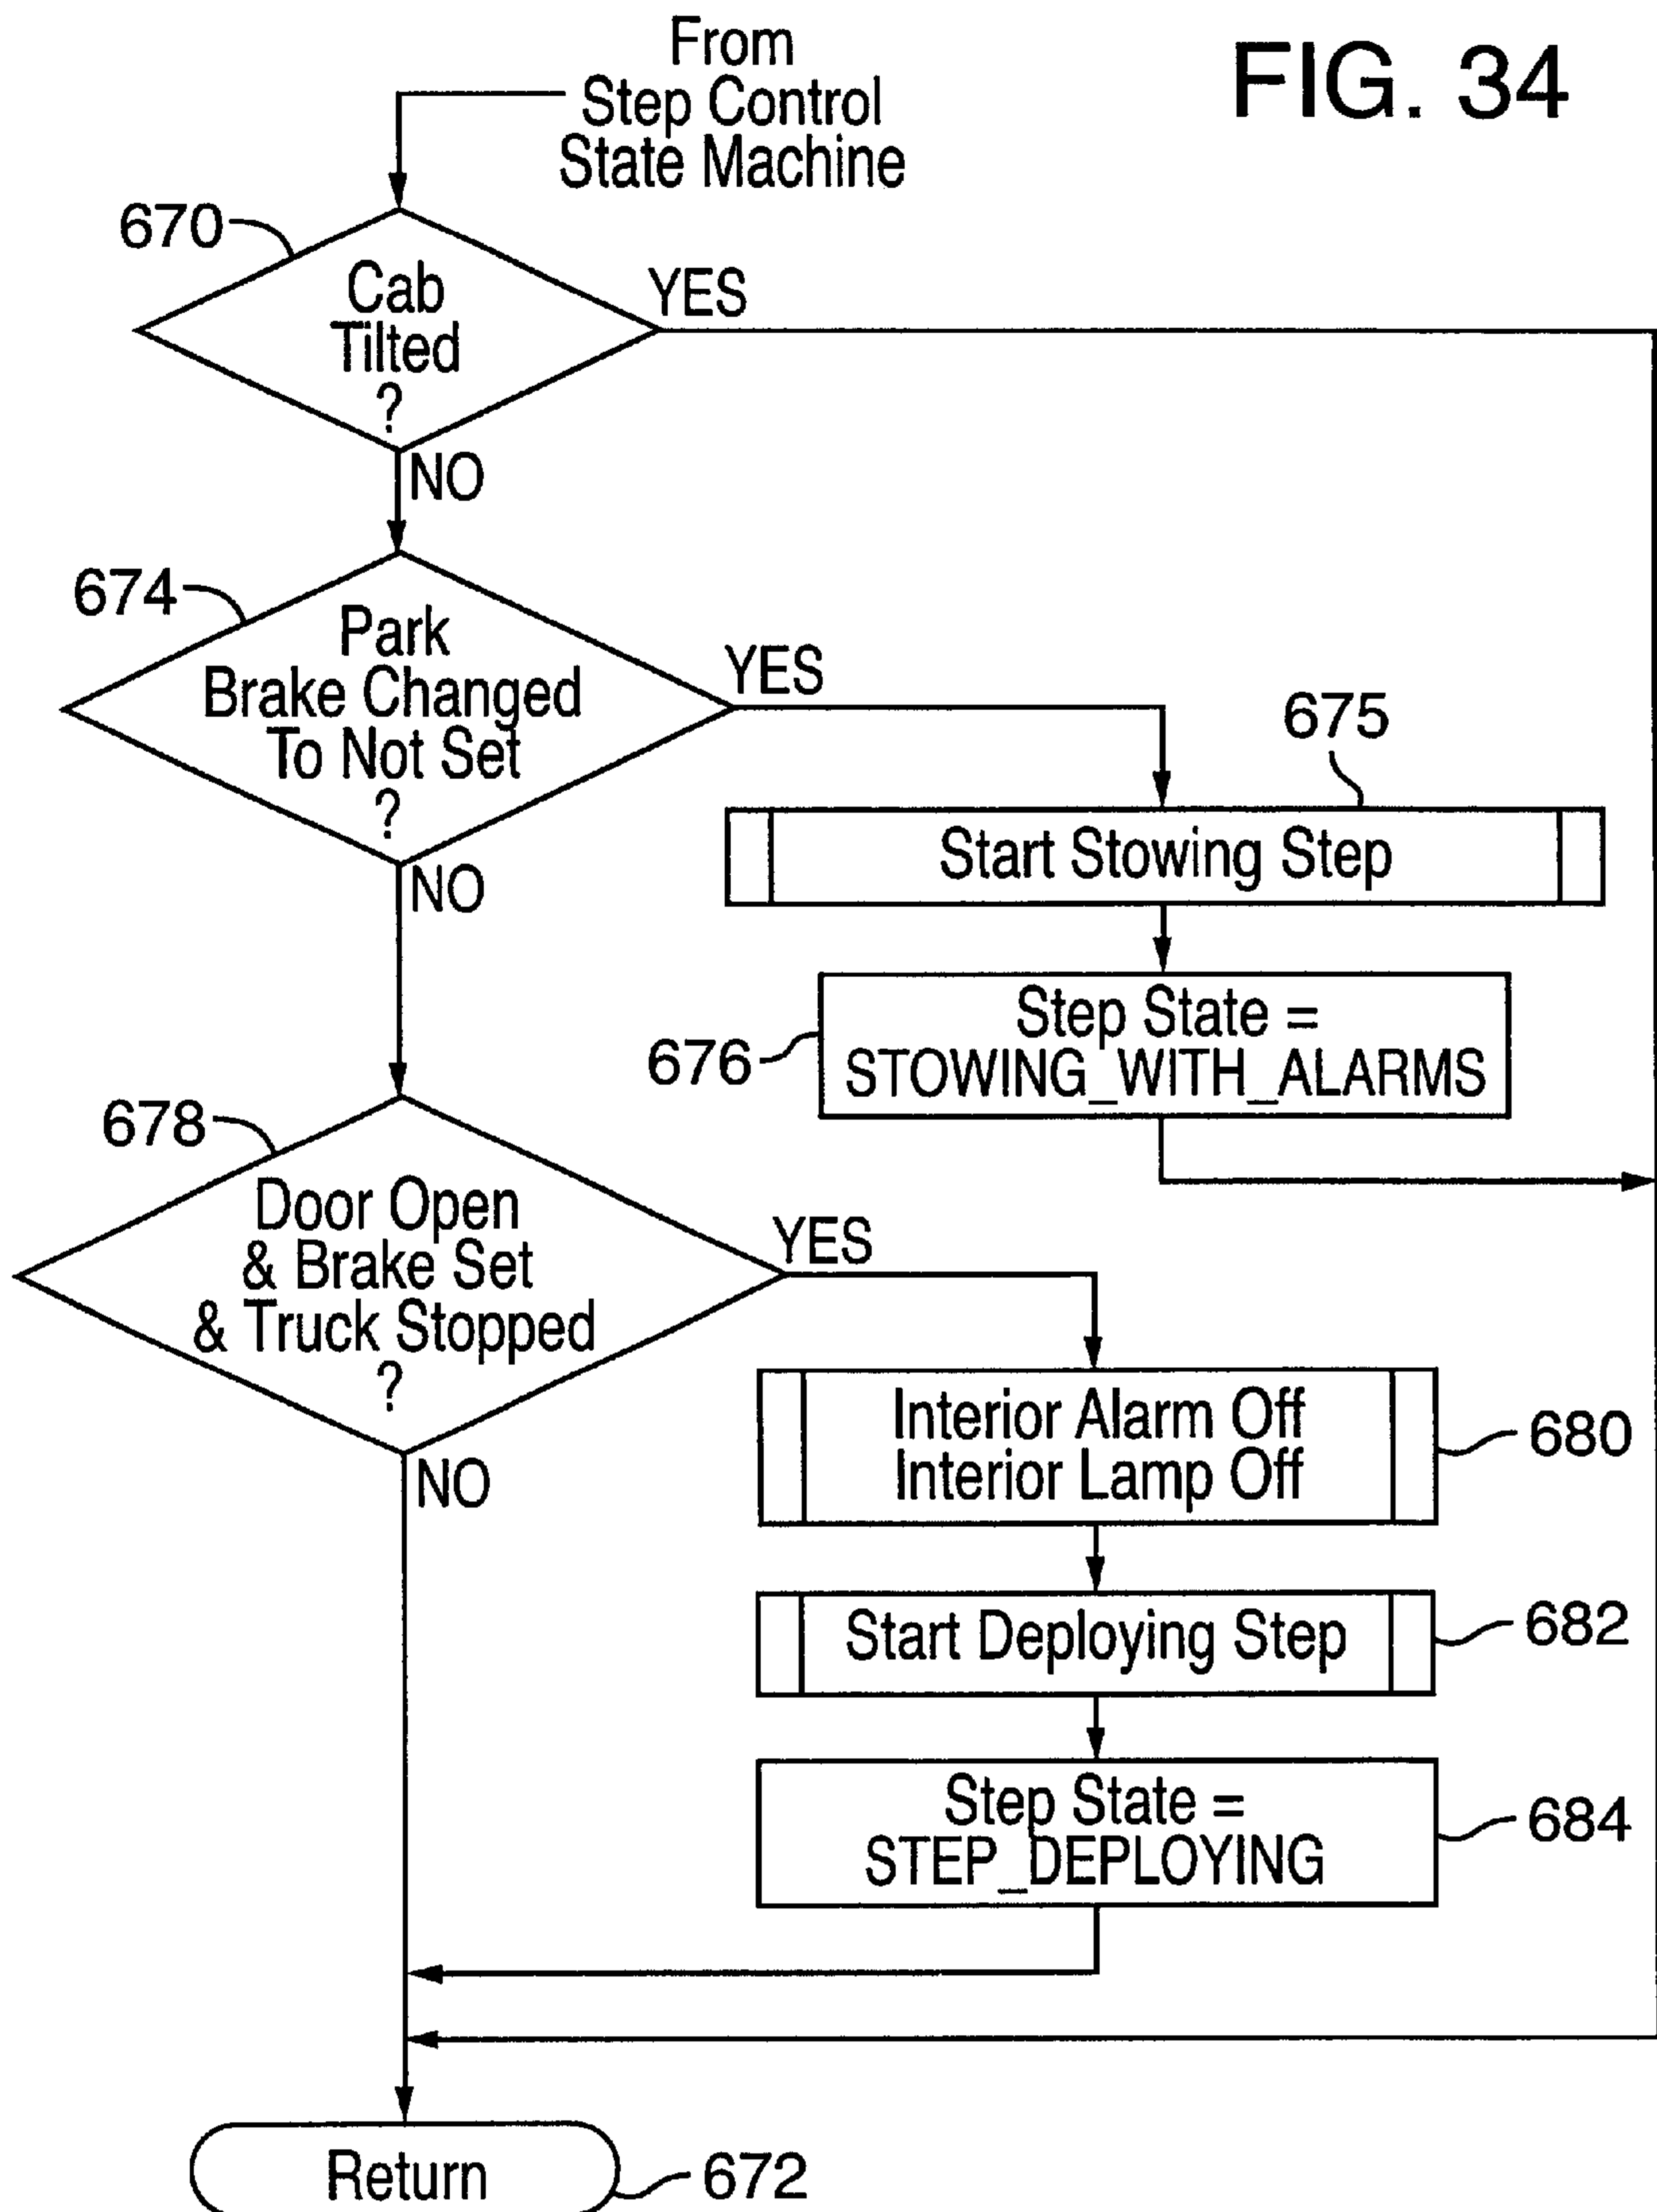 FIG. 34
From
Step Control
State Machine
670
Cab
Tilted
?
YES
NO
674
Park
Brake Changed
To Not Set
?
YES
NO
675
Start Stowing Step
676
Step State =
STOWING_WITH_ALARMS
678
Door Open
& Brake Set
& Truck Stopped
?
YES
NO
Interior Alarm Off
Interior Lamp Off
680
Start Deploying Step
682
Step State =
STEP_DEPLOYING
684
Return
672